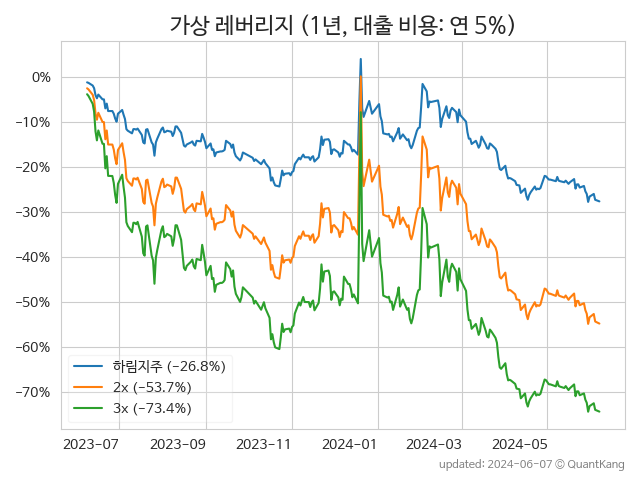 가상 레버리지 (1년, 대출 비용: 연 5%)
0%
−10%
−20%
−30%
−40%
−50%
−60%
−70%
하림지주 (−26.8%)
2x (−53.7%)
3x (−73.4%)
2023-07 2023-09 2023-11 2024-01 2024-03 2024-05
updated: 2024-06-07 © QuantKang